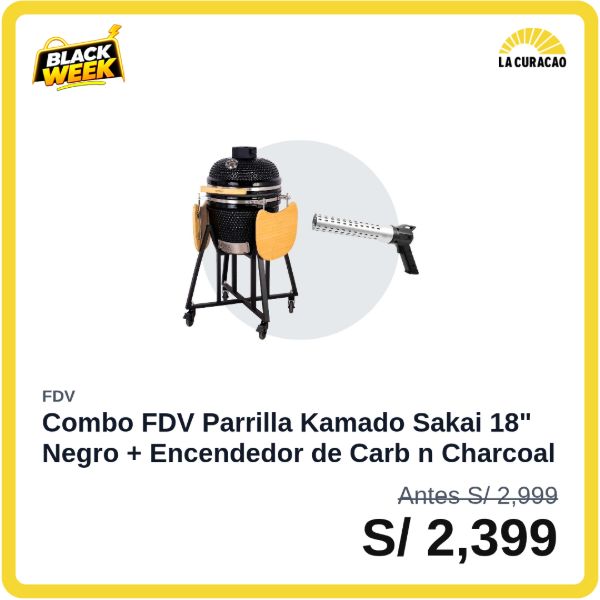 BLACK
WEEK
LA CURACAO
FDV
Combo FDV Parrilla Kamado Sakai 18"
Negro + Encendedor de Carb n Charcoal
Antes S/ 2,999
S/ 2,399